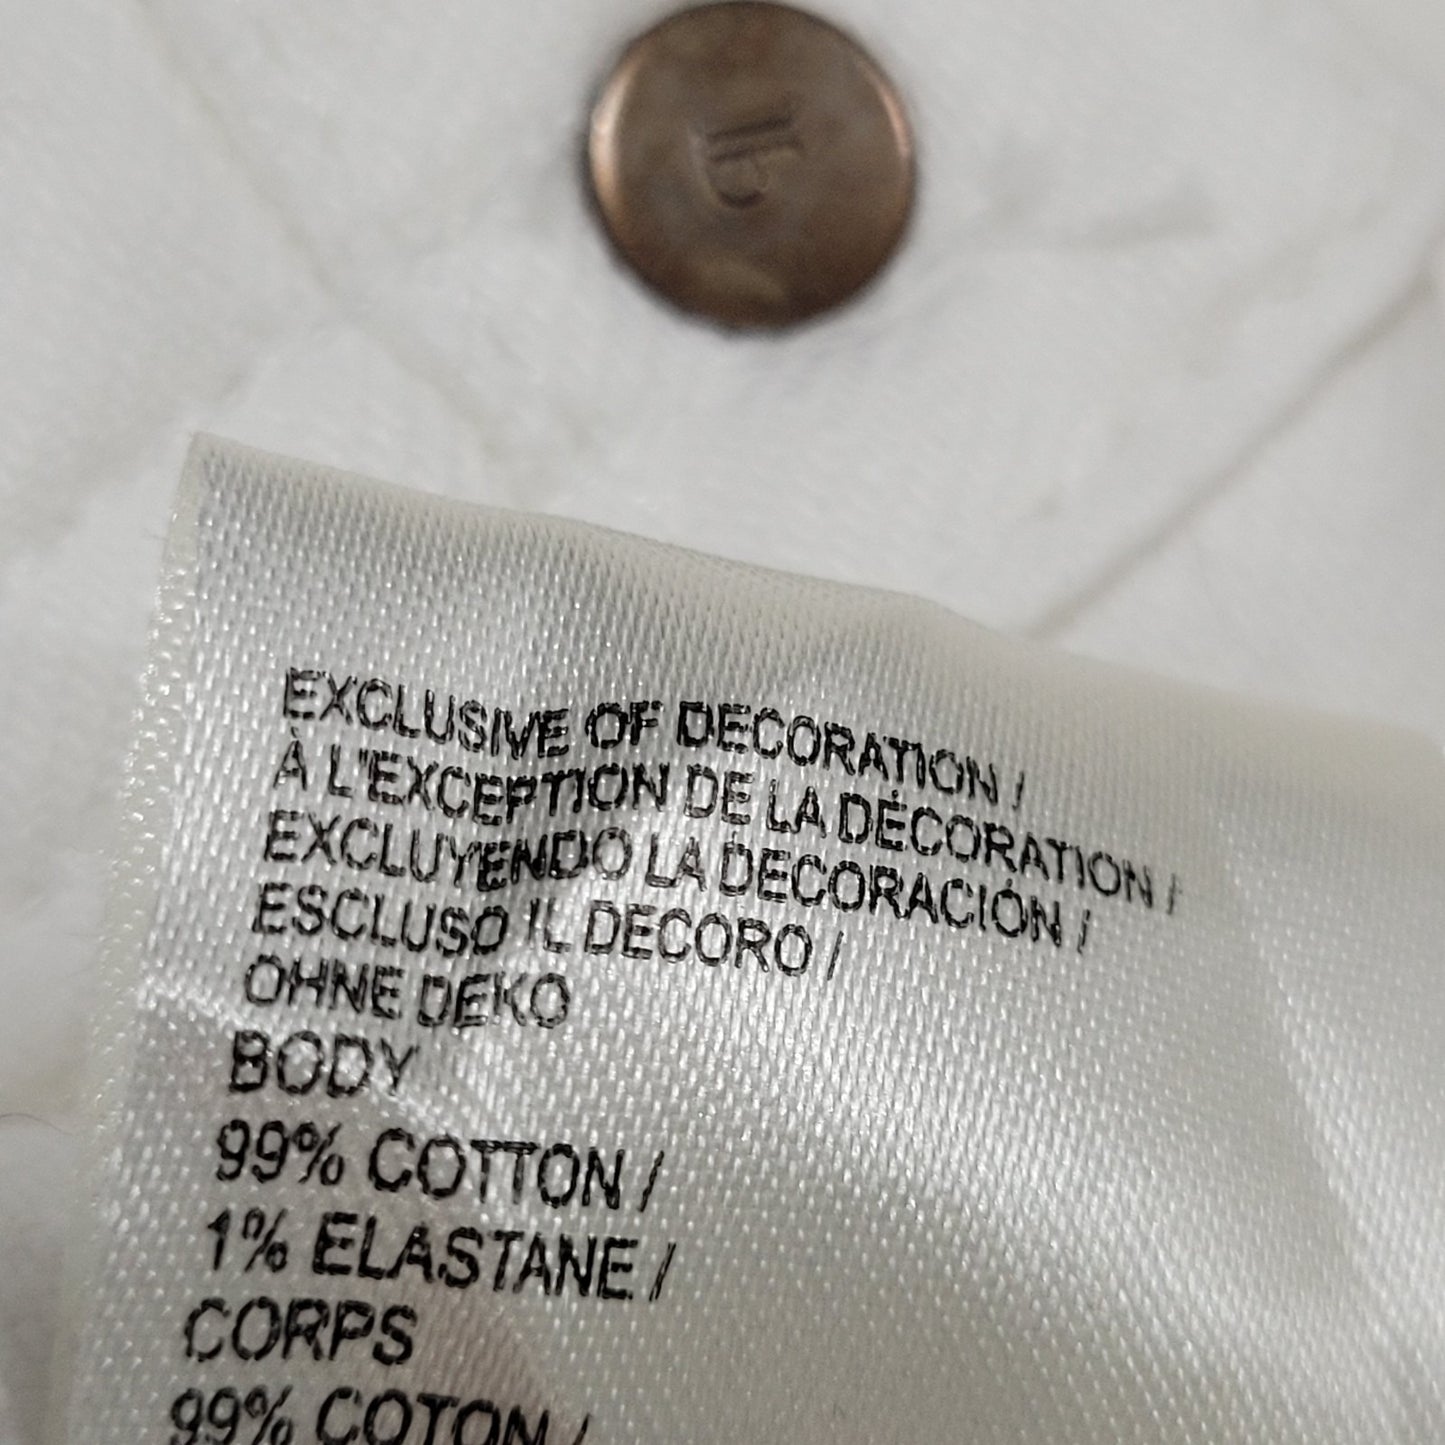 EXCLUSIVE OF DECORATION /
À L'EXCEPTION DE LA DÉCORATION /
EXCLUYENDO LA DECORACIÓN /
ESCLUSO IL DECORO /
OHNE DEKO
BODY
99% COTTON /
1% ELASTANE /
CORPS
99% COTON /